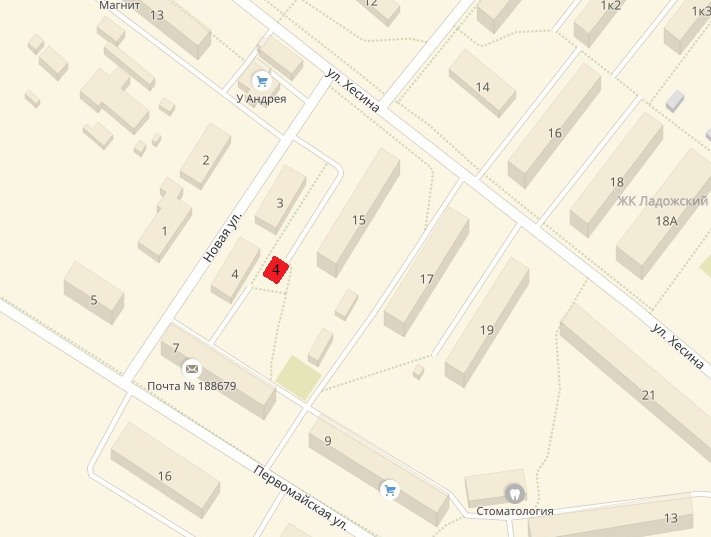 Магнит
13
12
1к2
1к3
ул. Хесина
У Андрея
14
16
2
3
18
ЖК Ладожский
18А
15
1
Новая ул.
4
4
17
5
19
ул. Хесина
7
Почта № 188679
21
9
16
Первомайская ул.
Стоматология
13